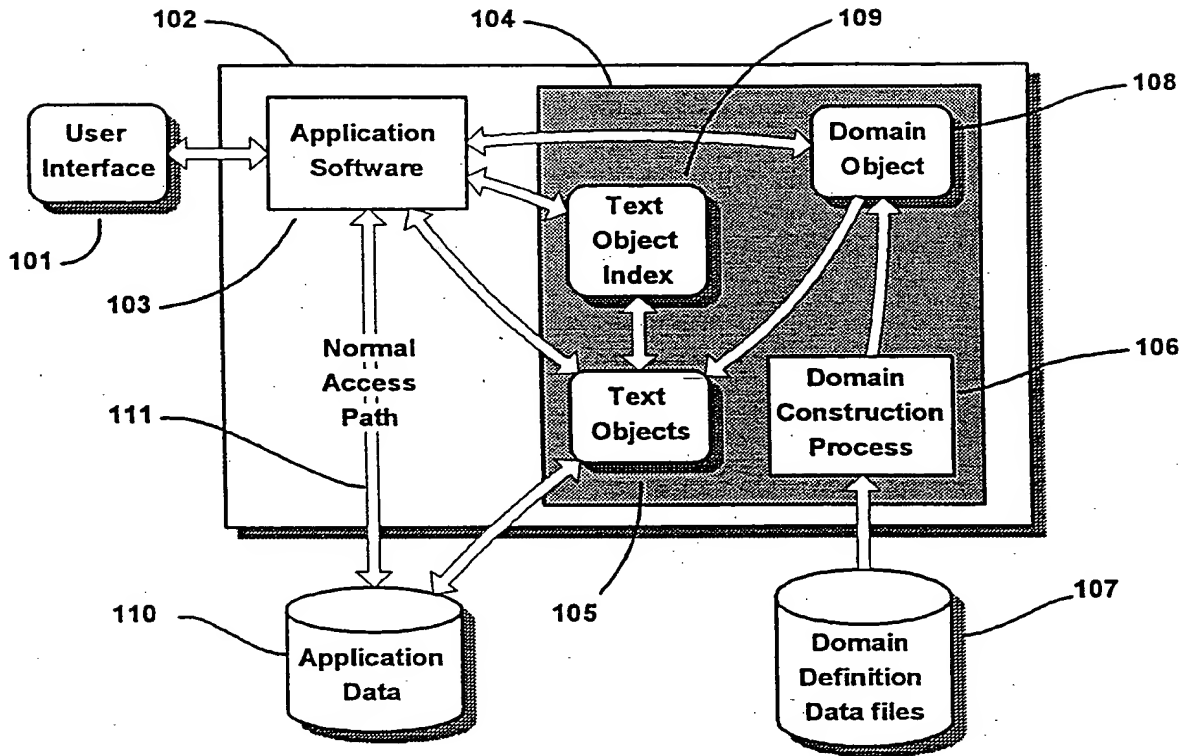 102
104
109
108
User
Interface
Application
Software
Domain
Object
Text
Object
Index
101
103
Normal
Access
Path
111
Text
Objects
Domain
Construction
Process
106
110
Application
Data
105
Domain
Definition
Data files
107